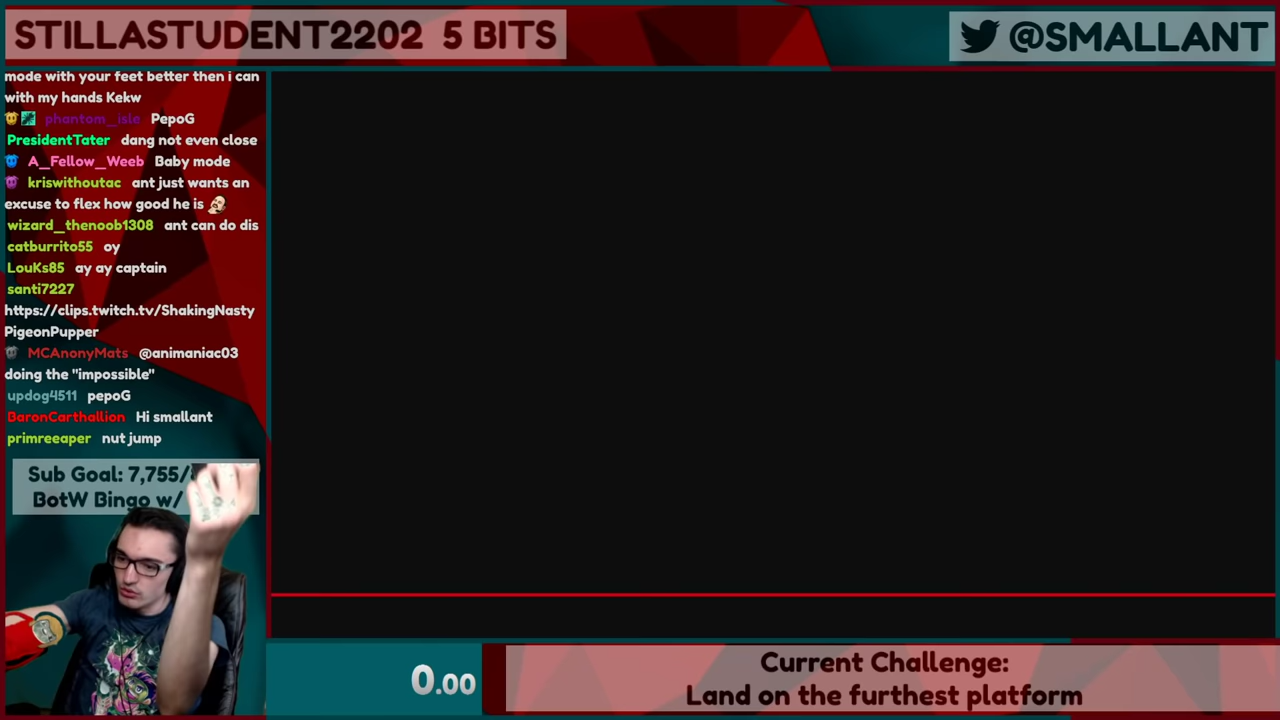 STILLASTUDENT2202 5 BITS
@SMALLANT
mode with your feet better then i can
with my hands Kekw
phantom_isle PepoG
PresidentTater dang not even close
A_Fellow_Weeb Baby mode
kriswithoutac ant just wants an
excuse to flex how good he is
wizard_thenoob1308 ant can do dis
catburrito55 oy
LouKs85 ay ay captain
santi7227
https://clips.twitch.tv/ShakingNasty
PigeonPupper
MCAnonyMats @animaniac03
doing the "impossible"
updog4511 pepoG
BaronCarthallion Hi smallant
primreeaper nut jump
Sub Goal: 7,755/
BotW Bingo w/
0.00
Current Challenge:
Land on the furthest platform